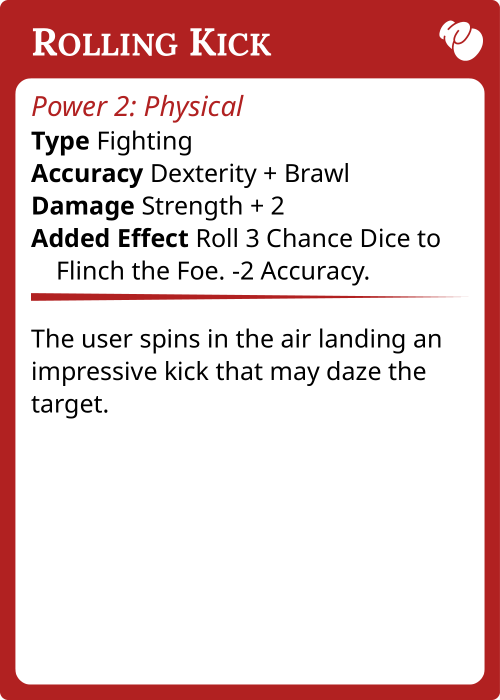 Rolling Kick
Power 2: Physical
Type Fighting
Accuracy Dexterity + Brawl
Damage Strength + 2
Added Effect Roll 3 Chance Dice to
Flinch the Foe. -2 Accuracy.
The user spins in the air landing an
impressive kick that may daze the
target.